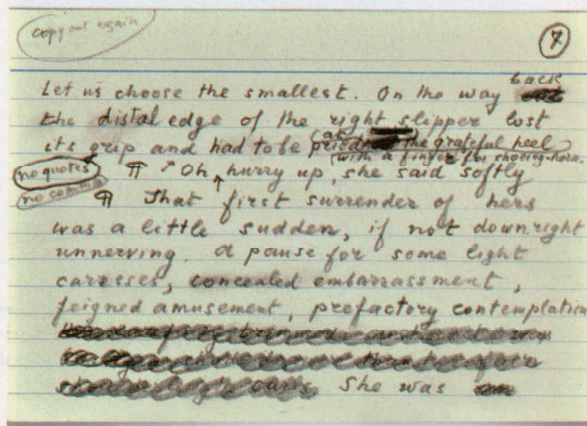 copy out again
7
Let us choose the smallest. On the way back
the distal edge of the right slipper lost
its grip and had to be pried at the grateful heel
with a finger for shoeing-horn.
no quotes
¶ Oh, hurry up, she said softly
no comma
¶ That first surrender of hers
was a little sudden, if not downright
unnerving. A pause for some light
caresses, concealed embarrassment,
feigned amusement, prefactory contemplation
She was